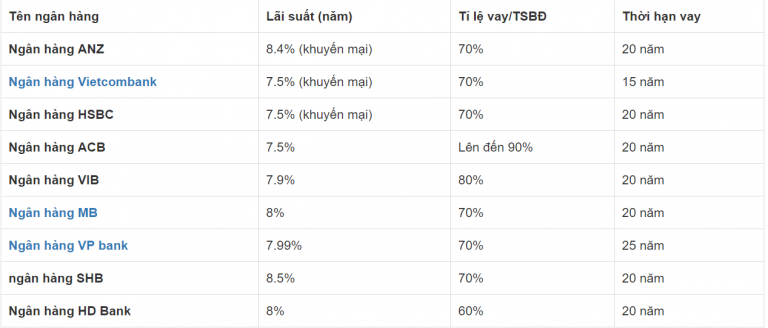 Tên ngân hàng Lãi suất (năm) Tỉ lệ vay/TSBĐ Thời hạn vay
Ngân hàng ANZ 8.4% (khuyến mại) 70% 20 năm
Ngân hàng Vietcombank 7.5% (khuyến mại) 70% 15 năm
Ngân hàng HSBC 7.5% (khuyến mại) 70% 20 năm
Ngân hàng ACB 7.5% Lên đến 90% 20 năm
Ngân hàng VIB 7.9% 80% 20 năm
Ngân hàng MB 8% 70% 20 năm
Ngân hàng VP bank 7.99% 70% 25 năm
ngân hàng SHB 8.5% 70% 20 năm
Ngân hàng HD Bank 8% 60% 20 năm